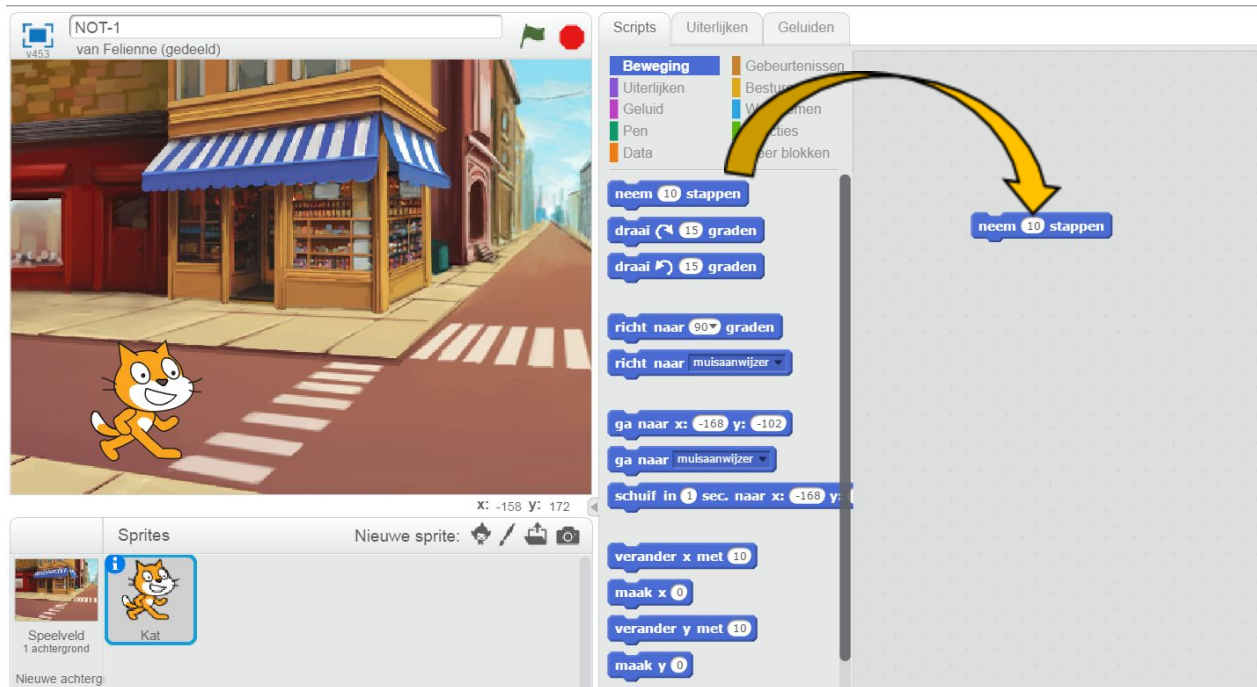 NOT-1
v453
van Felienne (gedeeld)
Scripts Uiterlijken Geluiden
Beweging
Uiterlijken
Geluid
Pen
Data
Gebeurtenissen
blokken
neem 10 stappen
draai 15 graden
draai 15 graden
richt naar 90 graden
richt naar muisaanwijzer
ga naar x: -168 y: -102
ga naar muisaanwijzer
schuif in 1 sec. naar x: -168 y:
verander x met 10
maak x 0
verander y met 10
maak y 0
neem 10 stappen
x: -158 y: 172
Sprites Nieuwe sprite:
Speelveld
1 achtergrond
Kat
Nieuwe achterg